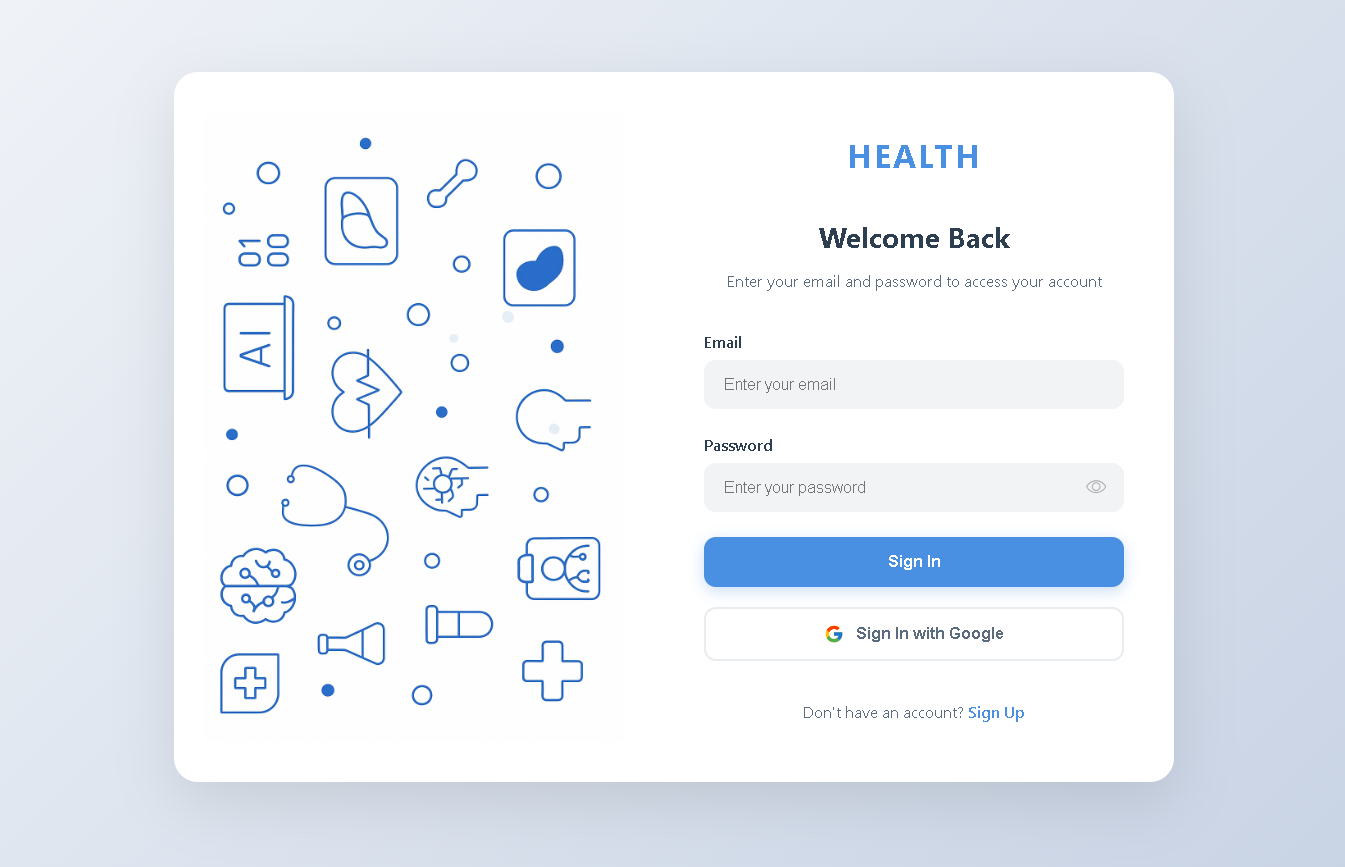 01
00
AI
HEALTH
Welcome Back
Enter your email and password to access your account
Email
Enter your email
Password
Enter your password
Sign In
Sign In with Google
Don't have an account? Sign Up